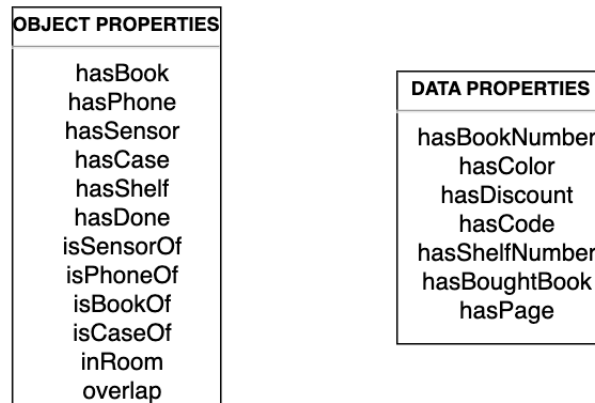 OBJECT PROPERTIES
hasBook
hasPhone
hasSensor
hasCase
hasShelf
hasDone
isSensorOf
isPhoneOf
isBookOf
isCaseOf
inRoom
overlap
DATA PROPERTIES
hasBookNumber
hasColor
hasDiscount
hasCode
hasShelfNumber
hasBoughtBook
hasPage